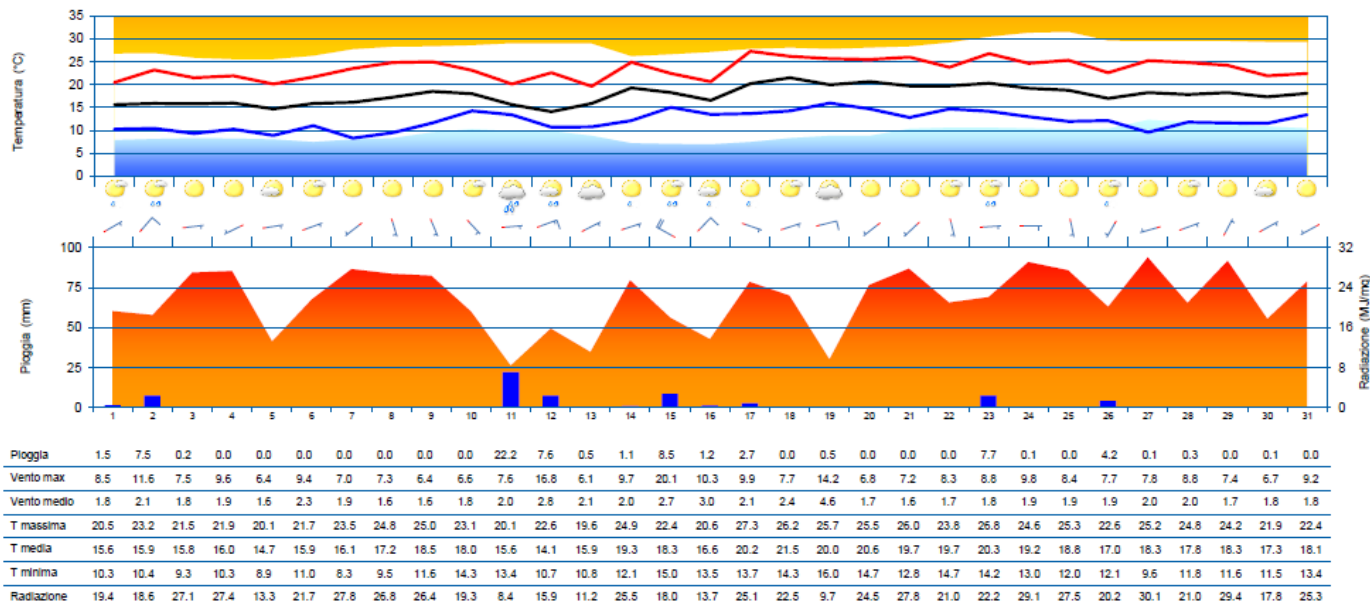 35
30
25
20
15
10
5
0
Temperatura (°C)
100
75
50
25
0
Pioggia (mm)
32
24
16
8
0
Radiazione (MJ/mq)
1 2 3 4 5 6 7 8 9 10 11 12 13 14 15 16 17 18 19 20 21 22 23 24 25 26 27 28 29 30 31
Pioggia 1.5 7.5 0.2 0.0 0.0 0.0 0.0 0.0 0.0 0.0 22.2 7.6 0.5 1.1 8.5 1.2 2.7 0.0 0.5 0.0 0.0 0.0 7.7 0.1 0.0 4.2 0.1 0.3 0.0 0.1 0.0
Vento max 8.5 11.6 7.5 9.6 6.4 9.4 7.0 7.3 6.4 6.6 7.6 16.8 6.1 9.7 20.1 10.3 9.9 7.7 14.2 6.8 7.2 8.3 8.8 9.8 8.4 7.7 7.8 8.8 7.4 6.7 9.2
Vento medio 1.8 2.1 1.8 1.9 1.6 2.3 1.9 1.6 1.6 1.8 2.0 2.8 2.1 2.0 2.7 3.0 2.1 2.4 4.6 1.7 1.6 1.7 1.8 1.9 1.9 1.9 2.0 2.0 1.7 1.8 1.8
T massima 20.5 23.2 21.5 21.9 20.1 21.7 23.5 24.8 25.0 23.1 20.1 22.6 19.6 24.9 22.4 20.6 27.3 26.2 25.7 25.5 26.0 23.8 26.8 24.6 25.3 22.6 25.2 24.8 24.2 21.9 22.4
T media 15.6 15.9 15.8 16.0 14.7 15.9 16.1 17.2 18.5 18.0 15.6 14.1 15.9 19.3 18.3 16.6 20.2 21.5 20.0 20.6 19.7 19.7 20.3 19.2 18.8 17.0 18.3 17.8 18.3 17.3 18.1
T minima 10.3 10.4 9.3 10.3 8.9 11.0 8.3 9.5 11.6 14.3 13.4 10.7 10.8 12.1 15.0 13.5 13.7 14.3 16.0 14.7 12.8 14.7 14.2 13.0 12.0 12.1 9.6 11.8 11.6 11.5 13.4
Radiazione 19.4 18.6 27.1 27.4 13.3 21.7 27.8 26.8 26.4 19.3 8.4 15.9 11.2 25.5 18.0 13.7 25.1 22.5 9.7 24.5 27.8 21.0 22.2 29.1 27.5 20.2 30.1 21.0 29.4 17.8 25.3